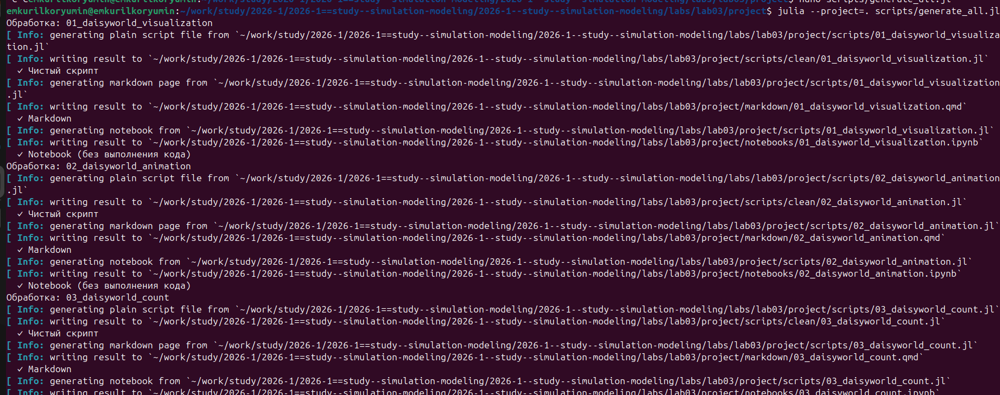 emkurilkoryumin@emkurilkoryumin:~/work/study/2026-1/2026-1==study--simulation-modeling/2026-1--study--simulation-modeling/labs/lab03/project$ nano scripts/generate_all.jl
emkurilkoryumin@emkurilkoryumin:~/work/study/2026-1/2026-1==study--simulation-modeling/2026-1--study--simulation-modeling/labs/lab03/project$ julia --project=. scripts/generate_all.jl
Обработка: 01_daisyworld_visualization
[ Info: generating plain script file from `~/work/study/2026-1/2026-1==study--simulation-modeling/2026-1--study--simulation-modeling/labs/lab03/project/scripts/01_daisyworld_visualiza
tion.jl`
[ Info: writing result to `~/work/study/2026-1/2026-1==study--simulation-modeling/2026-1--study--simulation-modeling/labs/lab03/project/scripts/clean/01_daisyworld_visualization.jl`
✓ Чистый скрипт
[ Info: generating markdown page from `~/work/study/2026-1/2026-1==study--simulation-modeling/2026-1--study--simulation-modeling/labs/lab03/project/scripts/01_daisyworld_visualization
.jl`
[ Info: writing result to `~/work/study/2026-1/2026-1==study--simulation-modeling/2026-1--study--simulation-modeling/labs/lab03/project/markdown/01_daisyworld_visualization.qmd`
✓ Markdown
[ Info: generating notebook from `~/work/study/2026-1/2026-1==study--simulation-modeling/2026-1--study--simulation-modeling/labs/lab03/project/scripts/01_daisyworld_visualization.jl`
[ Info: writing result to `~/work/study/2026-1/2026-1==study--simulation-modeling/2026-1--study--simulation-modeling/labs/lab03/project/notebooks/01_daisyworld_visualization.ipynb`
✓ Notebook (без выполнения кода)
Обработка: 02_daisyworld_animation
[ Info: generating plain script file from `~/work/study/2026-1/2026-1==study--simulation-modeling/2026-1--study--simulation-modeling/labs/lab03/project/scripts/02_daisyworld_animation
.jl`
[ Info: writing result to `~/work/study/2026-1/2026-1==study--simulation-modeling/2026-1--study--simulation-modeling/labs/lab03/project/scripts/clean/02_daisyworld_animation.jl`
✓ Чистый скрипт
[ Info: generating markdown page from `~/work/study/2026-1/2026-1==study--simulation-modeling/2026-1--study--simulation-modeling/labs/lab03/project/scripts/02_daisyworld_animation.jl`
[ Info: writing result to `~/work/study/2026-1/2026-1==study--simulation-modeling/2026-1--study--simulation-modeling/labs/lab03/project/markdown/02_daisyworld_animation.qmd`
✓ Markdown
[ Info: generating notebook from `~/work/study/2026-1/2026-1==study--simulation-modeling/2026-1--study--simulation-modeling/labs/lab03/project/scripts/02_daisyworld_animation.jl`
[ Info: writing result to `~/work/study/2026-1/2026-1==study--simulation-modeling/2026-1--study--simulation-modeling/labs/lab03/project/notebooks/02_daisyworld_animation.ipynb`
✓ Notebook (без выполнения кода)
Обработка: 03_daisyworld_count
[ Info: generating plain script file from `~/work/study/2026-1/2026-1==study--simulation-modeling/2026-1--study--simulation-modeling/labs/lab03/project/scripts/03_daisyworld_count.jl`
[ Info: writing result to `~/work/study/2026-1/2026-1==study--simulation-modeling/2026-1--study--simulation-modeling/labs/lab03/project/scripts/clean/03_daisyworld_count.jl`
✓ Чистый скрипт
[ Info: generating markdown page from `~/work/study/2026-1/2026-1==study--simulation-modeling/2026-1--study--simulation-modeling/labs/lab03/project/scripts/03_daisyworld_count.jl`
[ Info: writing result to `~/work/study/2026-1/2026-1==study--simulation-modeling/2026-1--study--simulation-modeling/labs/lab03/project/markdown/03_daisyworld_count.qmd`
✓ Markdown
[ Info: generating notebook from `~/work/study/2026-1/2026-1==study--simulation-modeling/2026-1--study--simulation-modeling/labs/lab03/project/scripts/03_daisyworld_count.jl`
[ Info: writing result to `~/work/study/2026-1/2026-1==study--simulation-modeling/2026-1--study--simulation-modeling/labs/lab03/project/notebooks/03_daisyworld_count.ipynb`